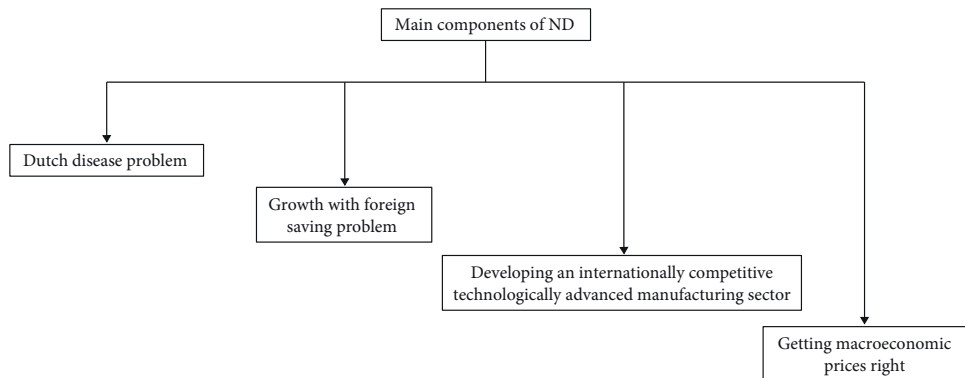 Main components of ND
Dutch disease problem
Growth with foreign
saving problem
Developing an internationally competitive
technologically advanced manufacturing sector
Getting macroeconomic
prices right